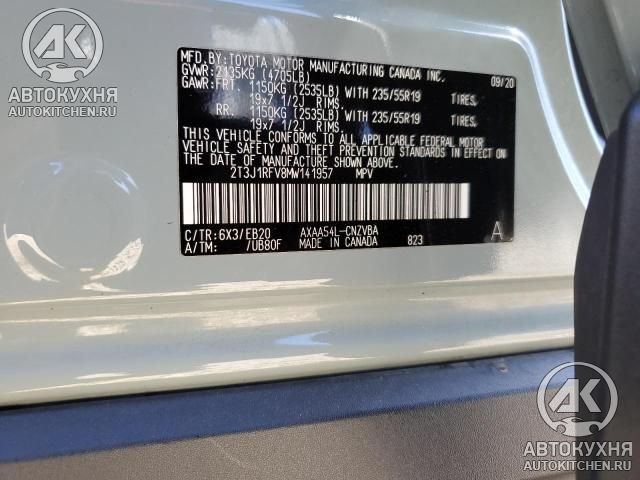 MFD. BY: TOYOTA MOTOR MANUFACTURING CANADA INC. 09/20
GVWR: 2135KG (4705LB)
GAWR: FRT. 1150KG (2535LB) WITH 235/55R19 TIRES.
19x7 1/2J RIMS.
RR. 1150KG (2535LB) WITH 235/55R19 TIRES.
19x7 1/2J RIMS.
THIS VEHICLE CONFORMS TO ALL APPLICABLE FEDERAL MOTOR
VEHICLE SAFETY AND THEFT PREVENTION STANDARDS IN EFFECT
ON THE DATE OF MANUFACTURE SHOWN ABOVE.
2T3J1RFV8MW141957 MPV
C/TR: 6X3/EB20 AXAA54L-CNZVBA
A/TM: /UB80F MADE IN CANADA 823 A
АК
АВТОКУХНЯ
AUTOKITCHEN.RU
АК
АВТОКУХНЯ
AUTOKITCHEN.RU